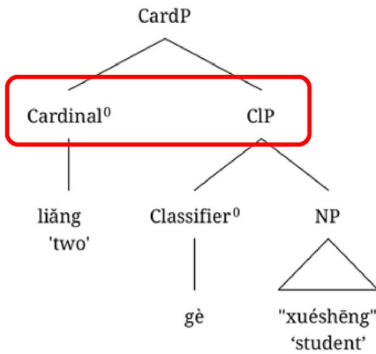 CardP
Cardinal⁰ ClP
liǎng Classifier⁰ NP
'two'
gè "xuéshēng"
‘student’